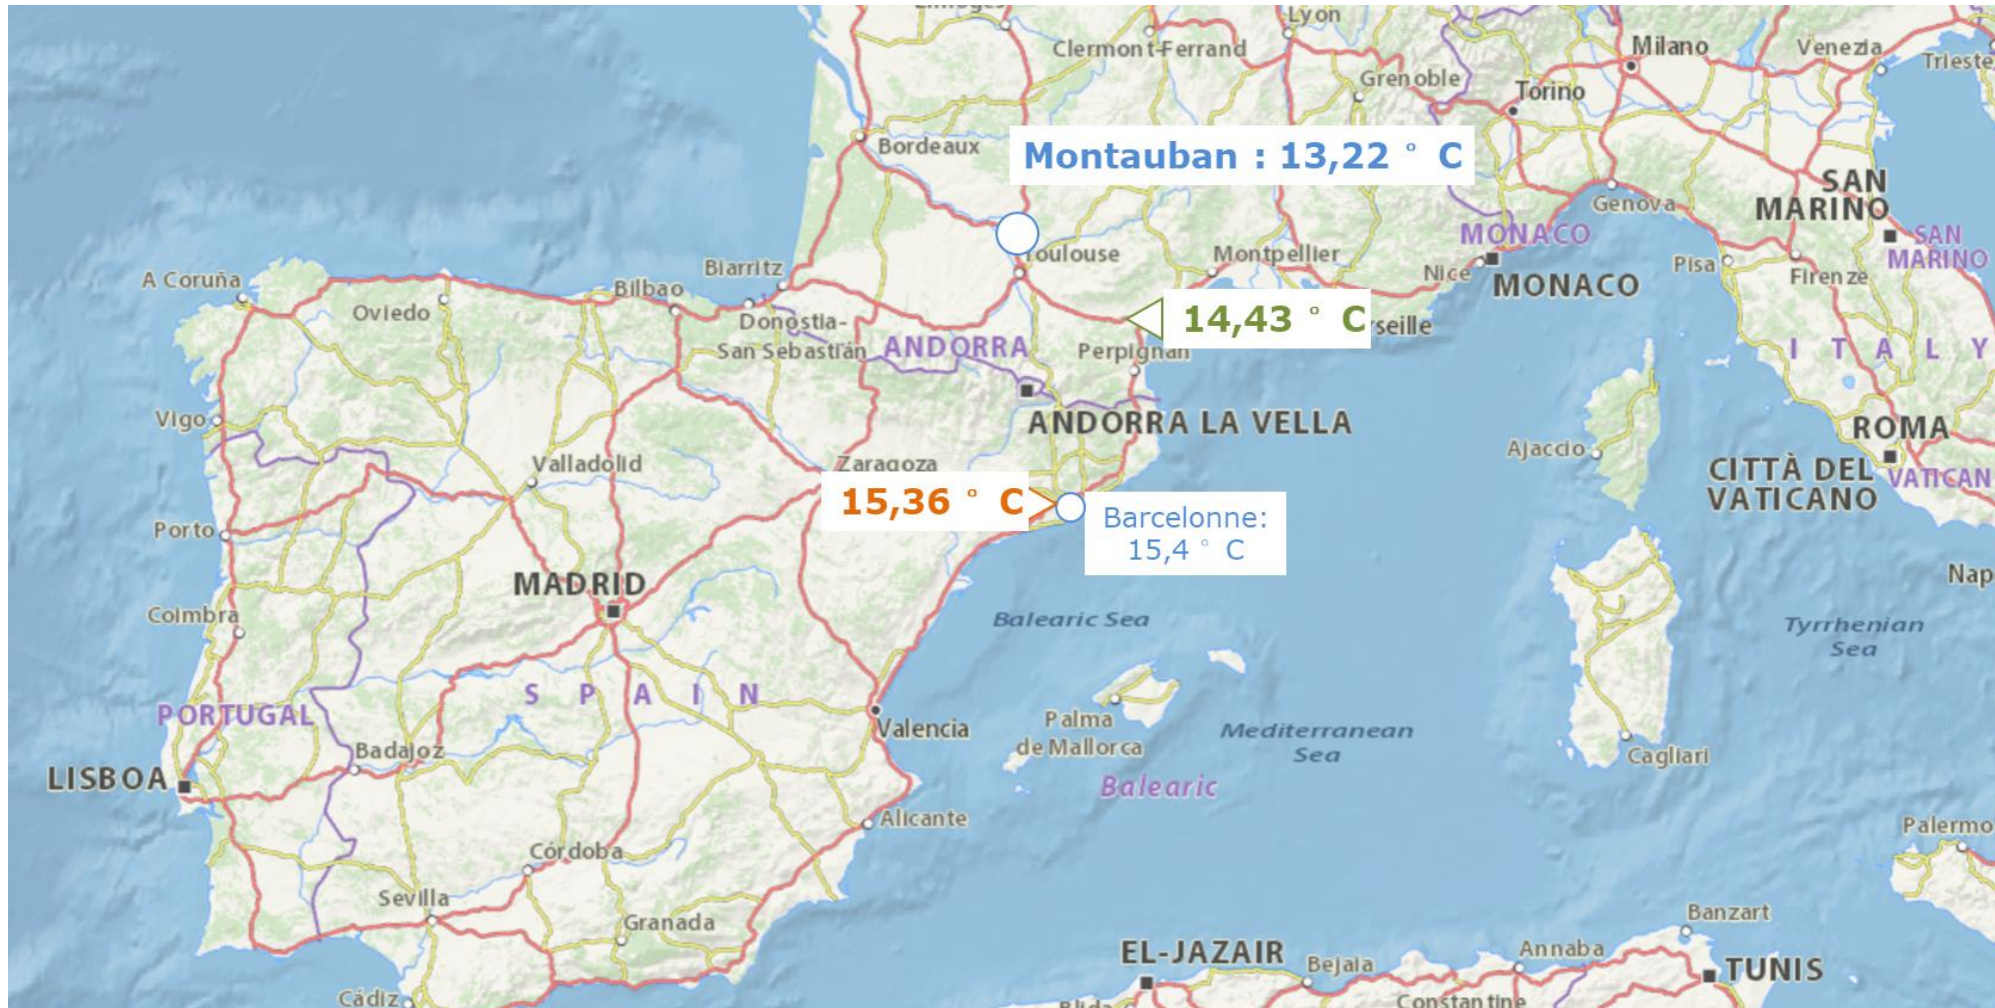 Limoges
Lyon
Clermont-Ferrand
Milano
Venezia
Trieste
Grenoble
Torino
Bordeaux
Montauban : 13,22 ° C
SAN
MARINO
Genova
MONACO
SAN
MARINO
Toulouse
Montpellier
Biarritz
Nice
MONACO
Pisa
Firenze
A Coruña
Bilbao
Oviedo
Donostia-
San Sebastián
14,43 ° C
rseille
ANDORRA
Perpignan
ITALY
ANDORRA LA VELLA
Vigo
ROMA
Ajaccio
Valladolid
Zaragoza
CITTÀ DEL
VATICANO
VATICAN
15,36 ° C
Barcelonne:
15,4 ° C
Porto
MADRID
Nap
Coimbra
Balearic Sea
Tyrrhenian
Sea
SPAIN
PORTUGAL
Palma
de Mallorca
Valencia
Mediterranean
Sea
Badajoz
Cagliari
LISBOA
Balearic
Alicante
Palermo
Córdoba
Sevilla
Granada
Banzart
EL-JAZAIR
Bejaia
Annaba
TUNIS
Cádiz
Blida
Constantine